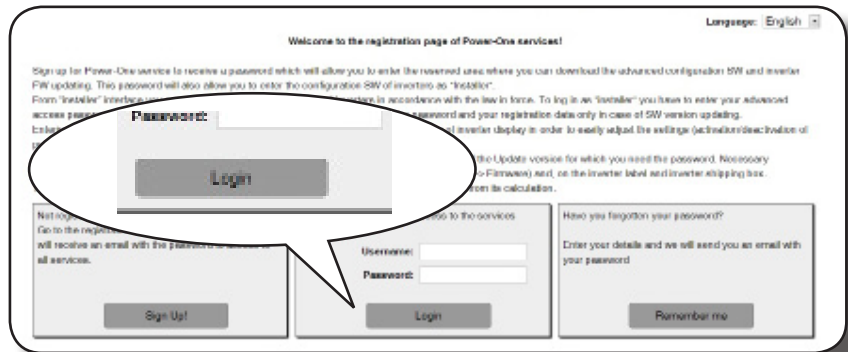 Language: English
Welcome to the registration page of Power-One services!
Sign up for Power-One service to receive a password which will allow you to enter the reserved area where you can download the advanced configuration SW and inverter
FW updating. This password will also allow you to enter the configuration SW of inverters as "Installer".
From "Installer" interface in accordance with the law in force. To log in as "Installer" you have to enter your advanced
access password and your registration data only in case of SW version updating.
of inverter display in order to easily adjust the settings (activation/deactivation of
the Update version for which you need the password. Necessary
> Firmware) and, on the inverter label and inverter shipping box.
from its calculation.
Password:
Login
Go to the
will receive an email with the
all services.
Sign Up!
to the services
Username:
Password:
Login
Have you forgotten your password?
Enter your details and we will send you an email with
your password
Remember me